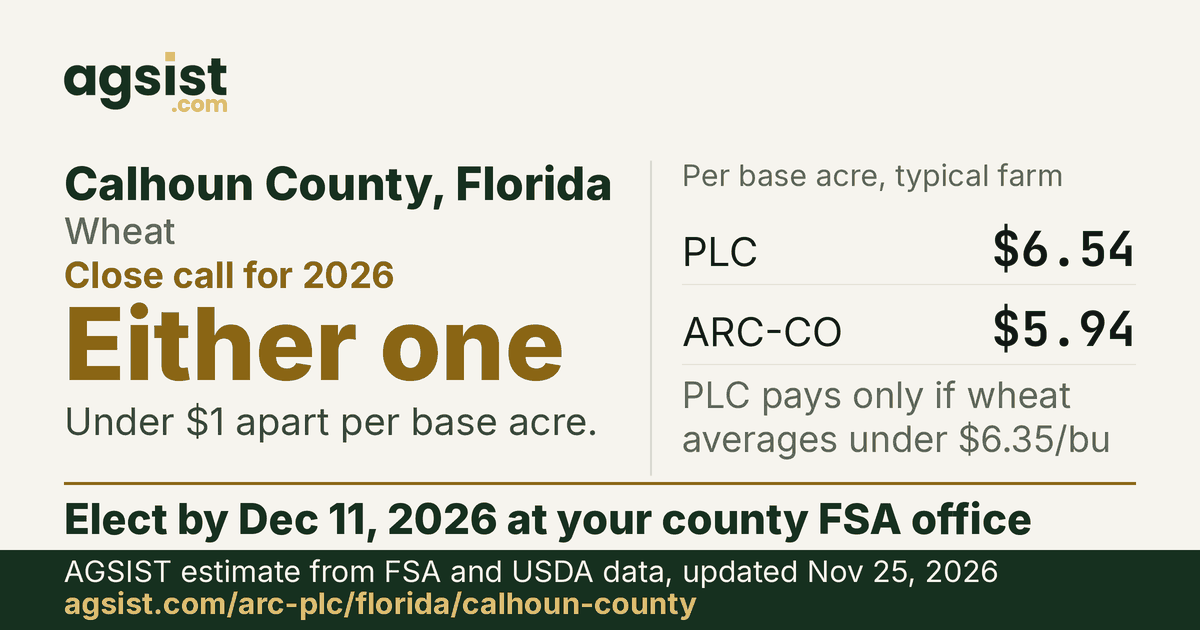 agsist
.com
Calhoun County, Florida
Wheat
Close call for 2026
Either one
Under $1 apart per base acre.
Per base acre, typical farm
PLC $6.54
ARC-CO $5.94
PLC pays only if wheat
averages under $6.35/bu
Elect by Dec 11, 2026 at your county FSA office
AGSIST estimate from FSA and USDA data, updated Nov 25, 2026
agsist.com/arc-plc/florida/calhoun-county